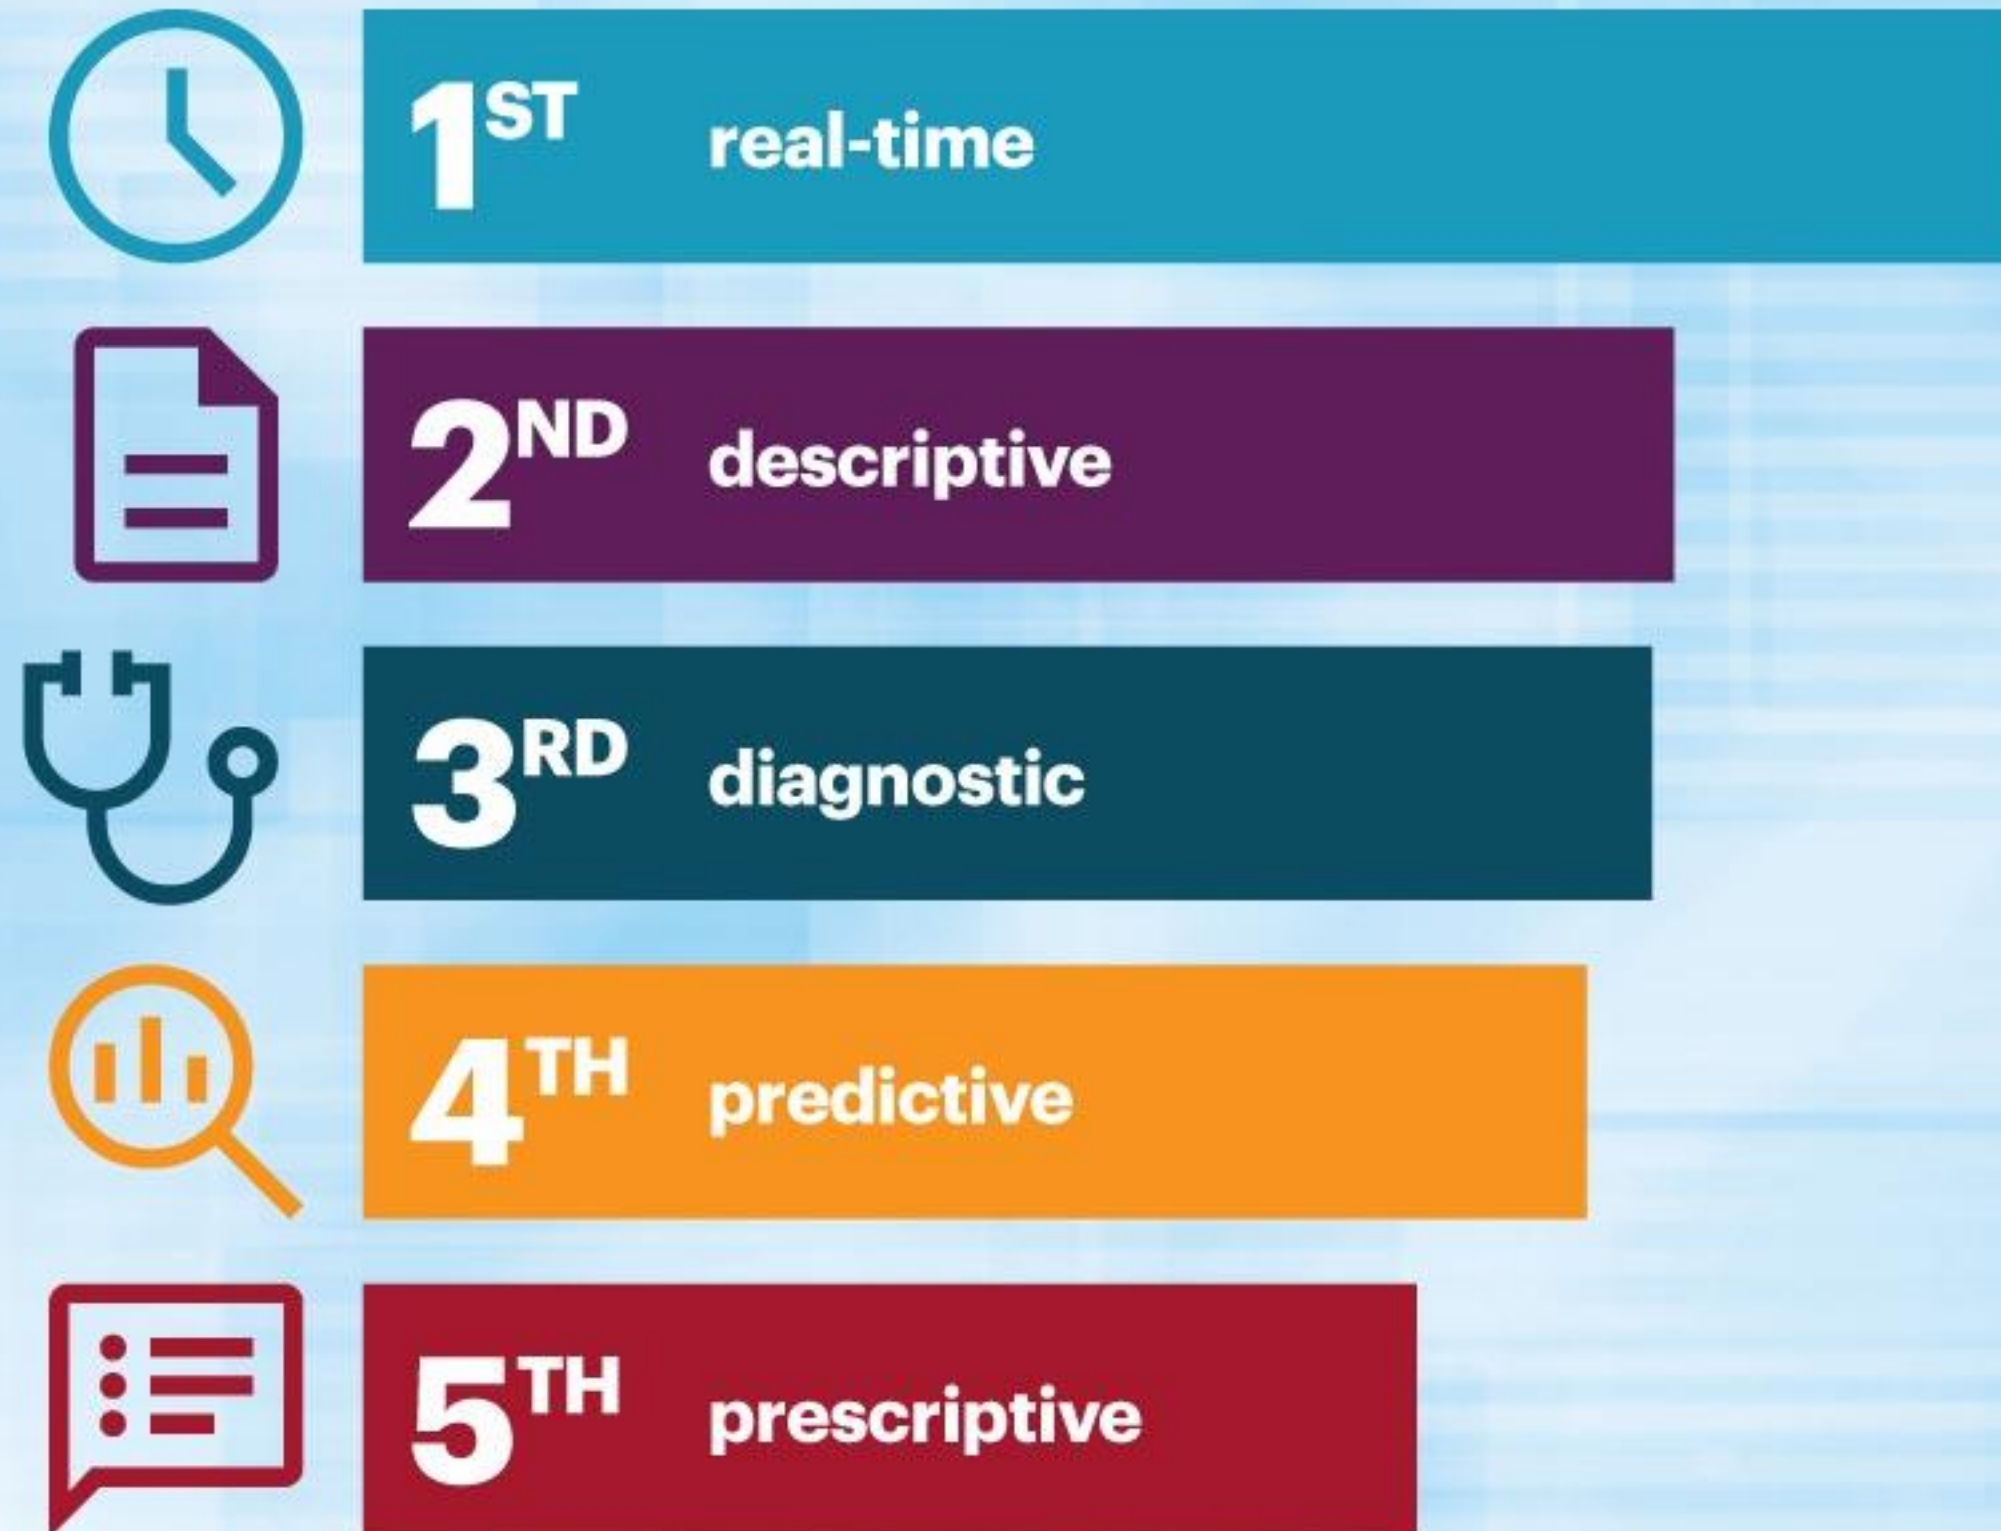 1ST real-time
2ND descriptive
3RD diagnostic
4TH predictive
5TH prescriptive